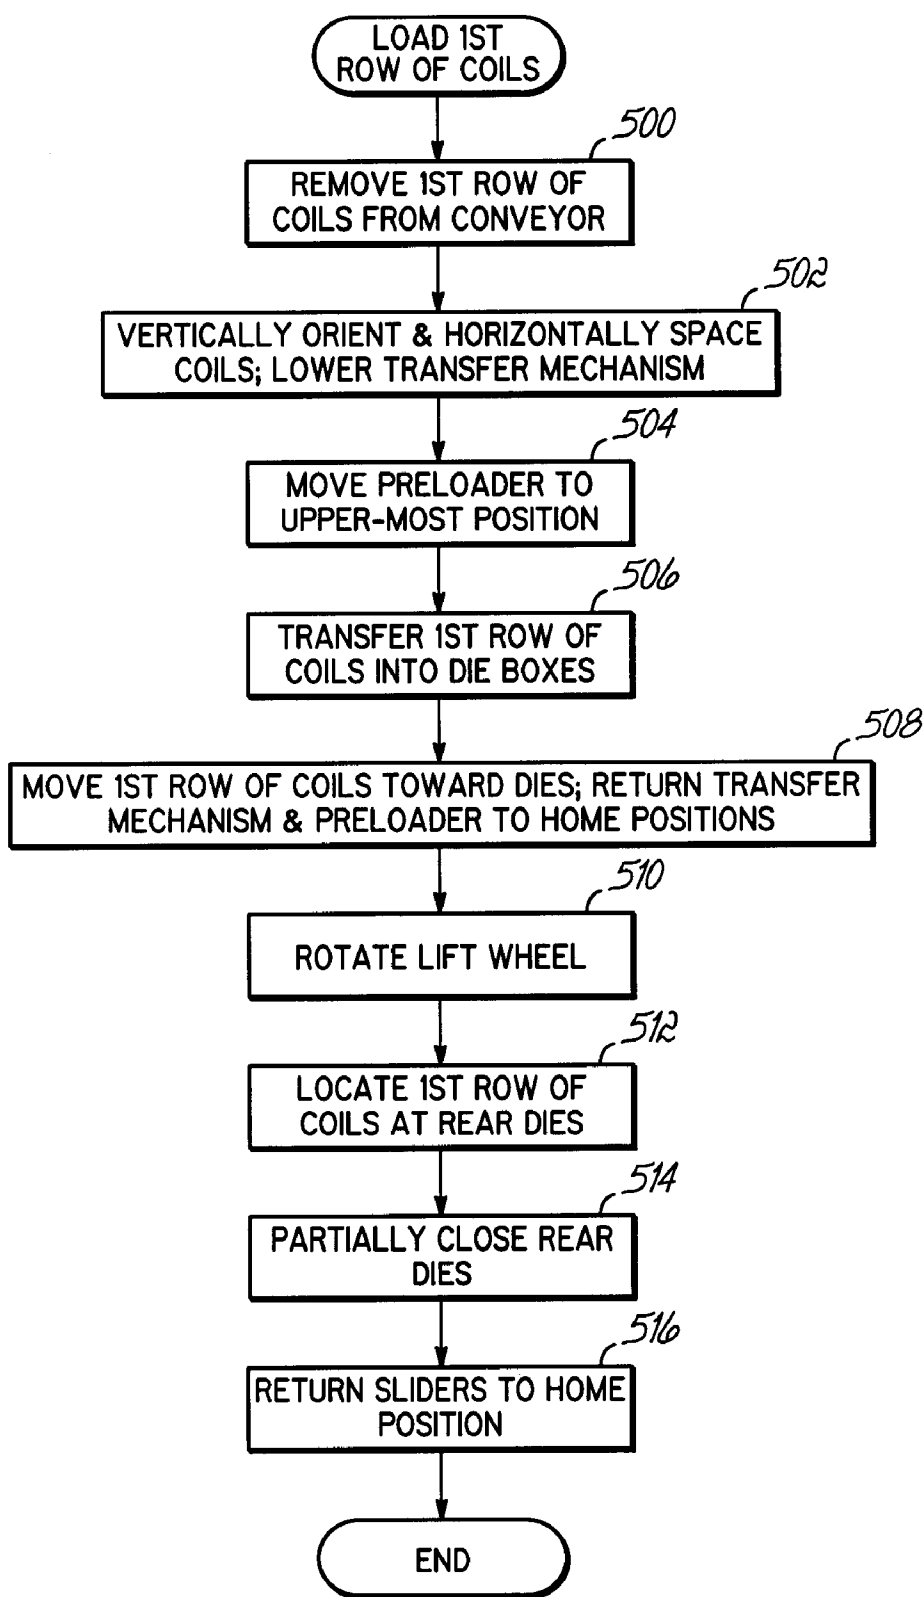 LOAD 1ST
ROW OF COILS
500
REMOVE 1ST ROW OF
COILS FROM CONVEYOR
502
VERTICALLY ORIENT & HORIZONTALLY SPACE
COILS; LOWER TRANSFER MECHANISM
504
MOVE PRELOADER TO
UPPER-MOST POSITION
506
TRANSFER 1ST ROW OF
COILS INTO DIE BOXES
508
MOVE 1ST ROW OF COILS TOWARD DIES; RETURN TRANSFER
MECHANISM & PRELOADER TO HOME POSITIONS
510
ROTATE LIFT WHEEL
512
LOCATE 1ST ROW OF
COILS AT REAR DIES
514
PARTIALLY CLOSE REAR
DIES
516
RETURN SLIDERS TO HOME
POSITION
END